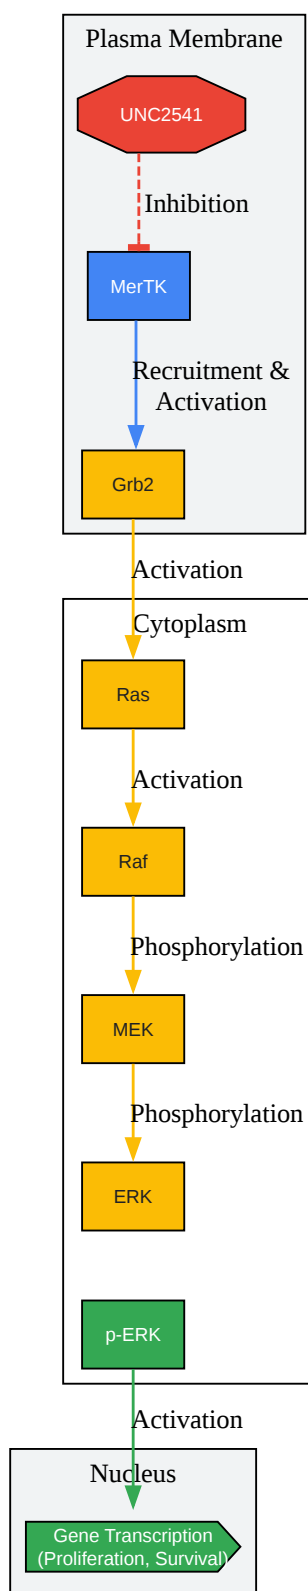 Plasma Membrane
UNC2541
Inhibition
MerTK
Recruitment &
Activation
Grb2
Activation
Cytoplasm
Ras
Activation
Raf
Phosphorylation
MEK
Phosphorylation
ERK
p-ERK
Activation
Nucleus
Gene Transcription
(Proliferation, Survival)